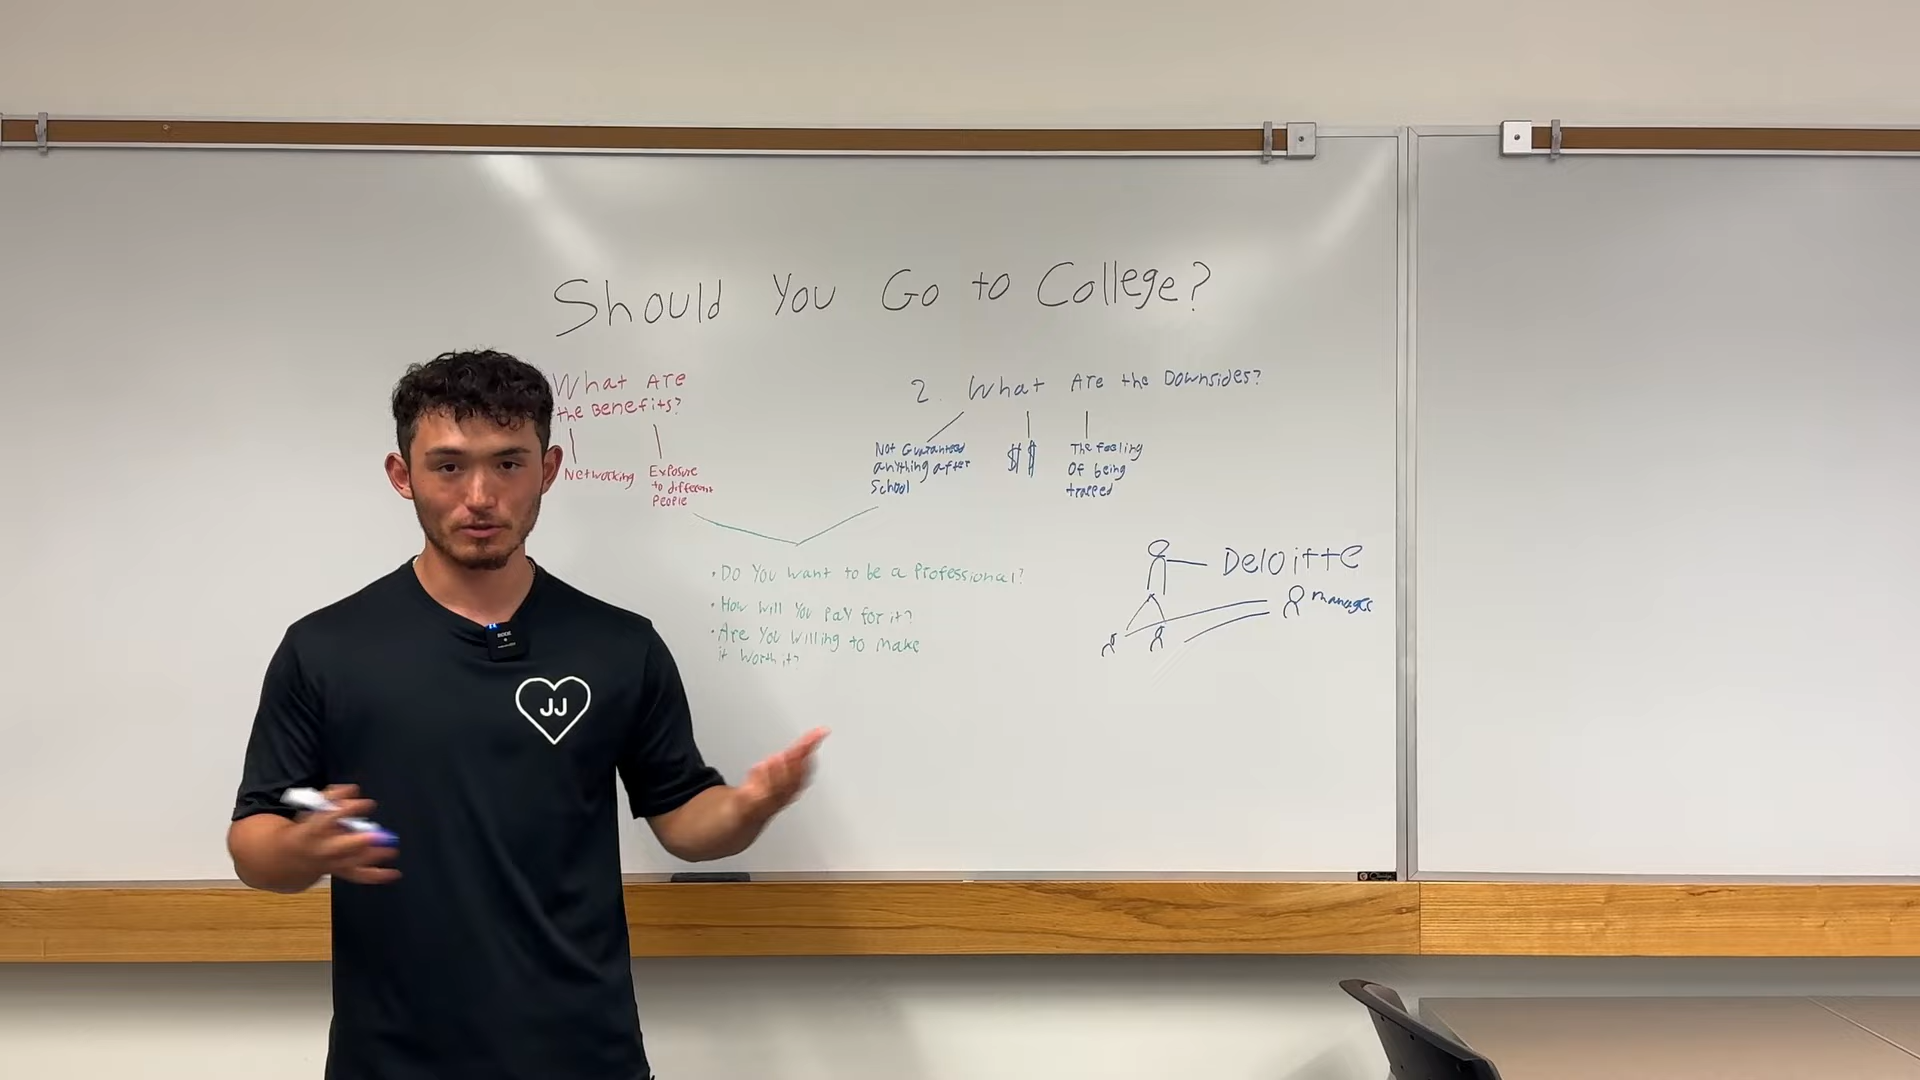 Should You Go to College?
What Are
the Benefits?
Networking
Exposure
to different
People
2. What Are the Downsides?
Not Guaranteed
anything after
School
$$
The feeling
Of being
trapped
• Do You want to be a Professional?
• How will You pay for it?
• Are You willing to make
it worth it?
Deloitte
manager
RODE
JJ